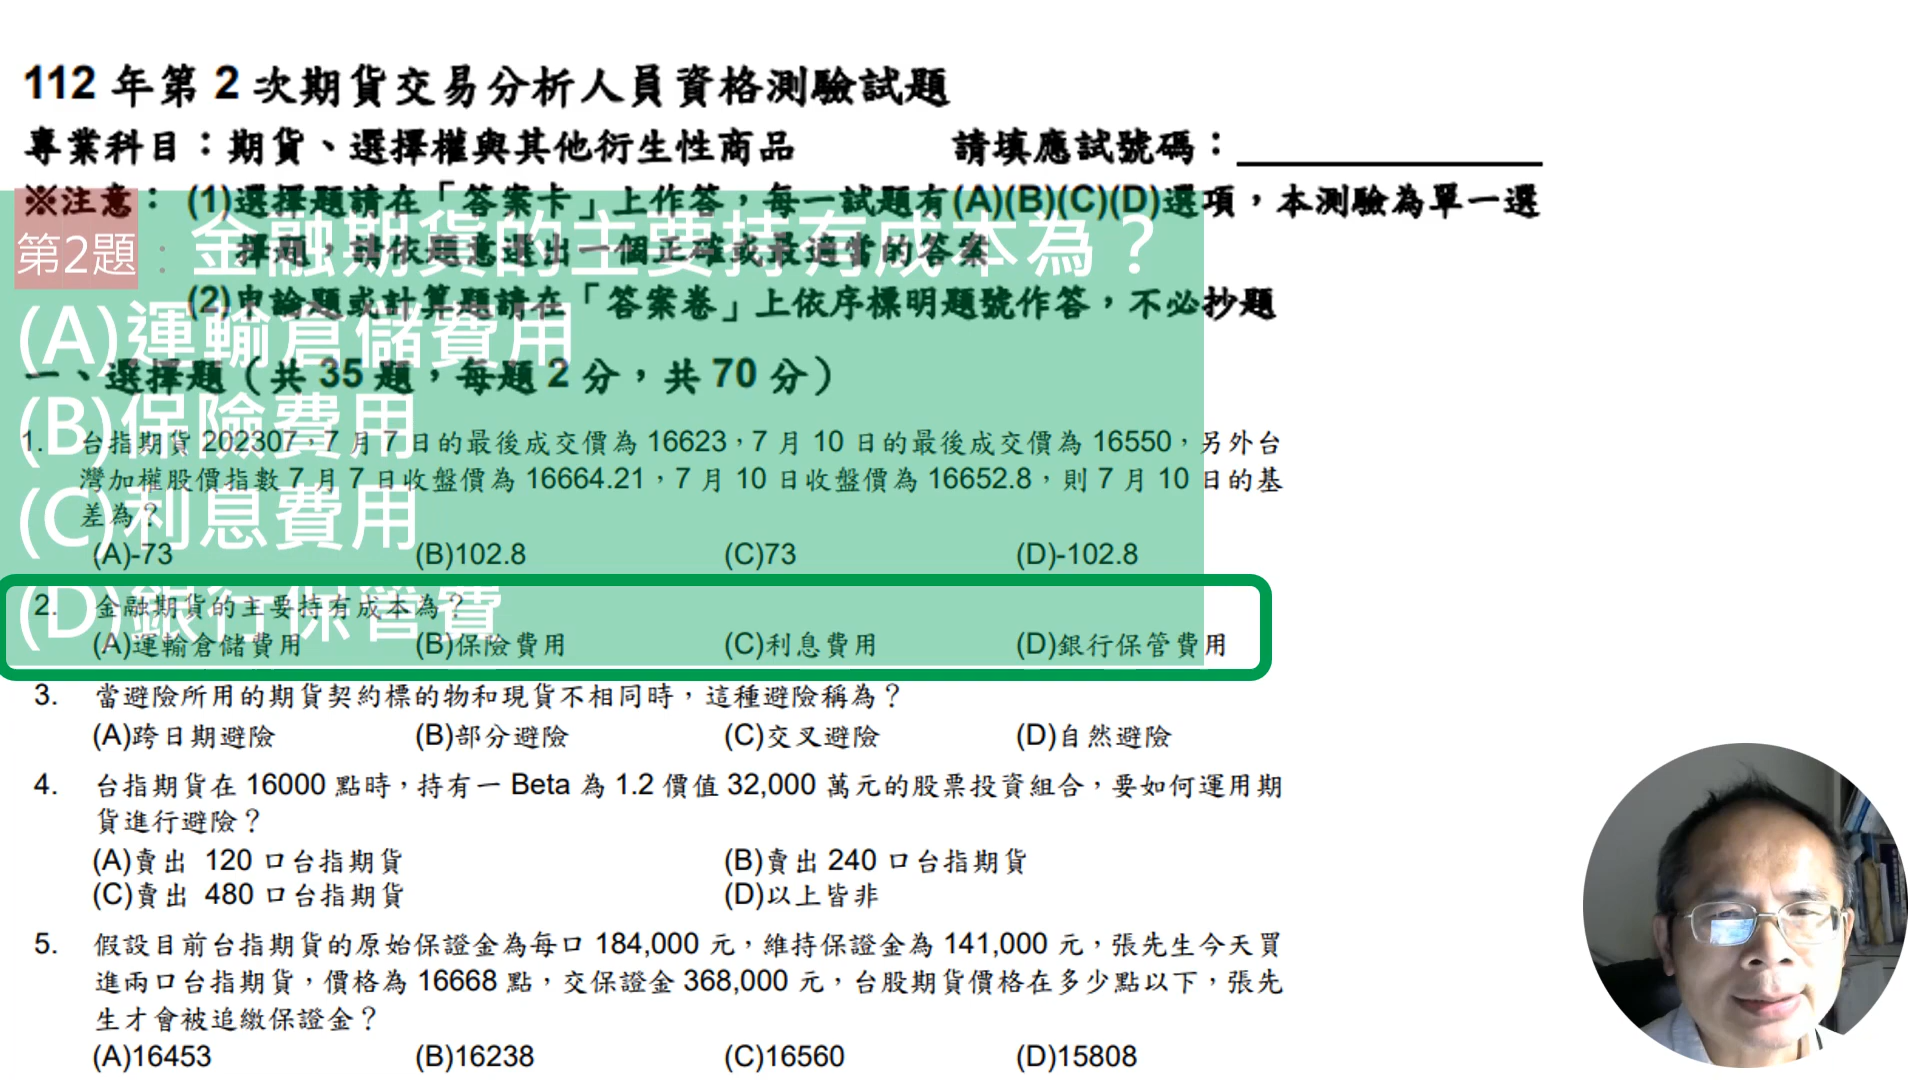 112 年第 2 次期貨交易分析人員資格測驗試題
專業科目：期貨、選擇權與其他衍生性商品 請填應試號碼：
※注意： (1)選擇題請在「答案卡」上作答，每一試題有(A)(B)(C)(D)選項，本測驗為單一選
擇題，請依題意選出一個正確或最適當的答案
(2)申論題或計算題請在「答案卷」上依序標明題號作答，不必抄題
第2題： 金融期貨的主要持有成本為？
(A)運輸倉儲費用
(B)保險費用
(C)利息費用
(D)銀行保管費
一、選擇題（共 35 題，每題 2 分，共 70 分）
1. 台指期貨 202307，7 月 7 日的最後成交價為 16623，7 月 10 日的最後成交價為 16550，另外台
灣加權股價指數 7 月 7 日收盤價為 16664.21，7 月 10 日收盤價為 16652.8，則 7 月 10 日的基
差為？
(A)-73 (B)102.8 (C)73 (D)-102.8
2. 金融期貨的主要持有成本為？
(A)運輸倉儲費用 (B)保險費用 (C)利息費用 (D)銀行保管費用
3. 當避險所用的期貨契約標的物和現貨不相同時，這種避險稱為？
(A)跨日期避險 (B)部分避險 (C)交叉避險 (D)自然避險
4. 台指期貨在 16000 點時，持有一 Beta 為 1.2 價值 32,000 萬元的股票投資組合，要如何運用期
貨進行避險？
(A)賣出 120 口台指期貨 (B)賣出 240 口台指期貨
(C)賣出 480 口台指期貨 (D)以上皆非
5. 假設目前台指期貨的原始保證金為每口 184,000 元，維持保證金為 141,000 元，張先生今天買
進兩口台指期貨，價格為 16668 點，交保證金 368,000 元，台股期貨價格在多少點以下，張先
生才會被追繳保證金？
(A)16453 (B)16238 (C)16560 (D)15808